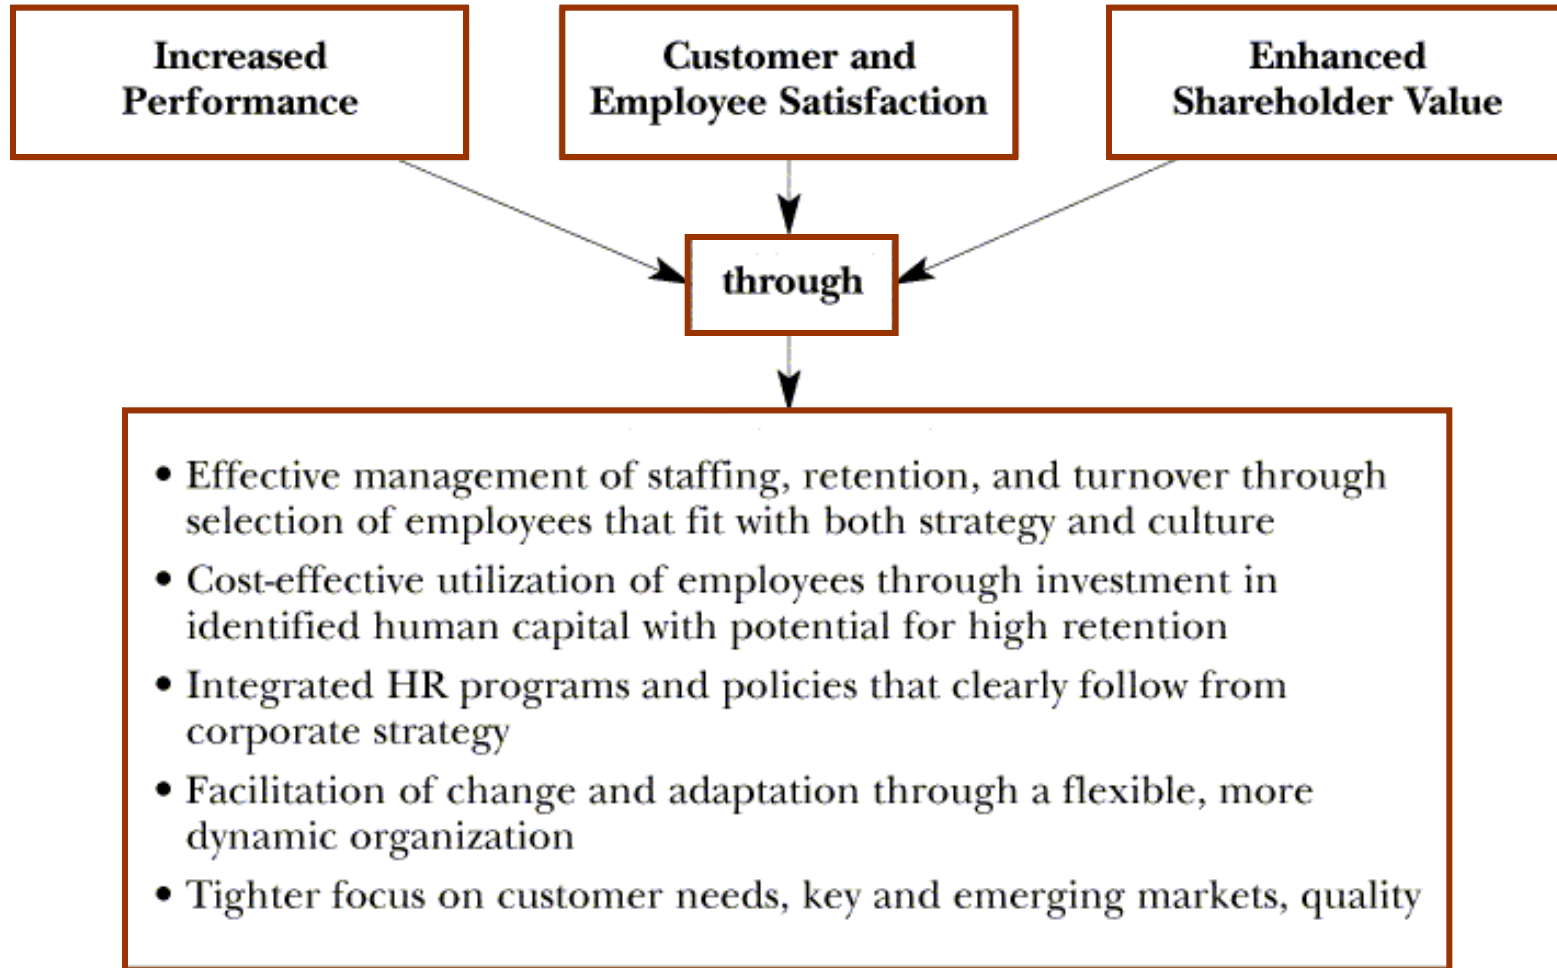 Increased
Performance
Customer and
Employee Satisfaction
Enhanced
Shareholder Value
through
• Effective management of staffing, retention, and turnover through
selection of employees that fit with both strategy and culture
• Cost-effective utilization of employees through investment in
identified human capital with potential for high retention
• Integrated HR programs and policies that clearly follow from
corporate strategy
• Facilitation of change and adaptation through a flexible, more
dynamic organization
• Tighter focus on customer needs, key and emerging markets, quality